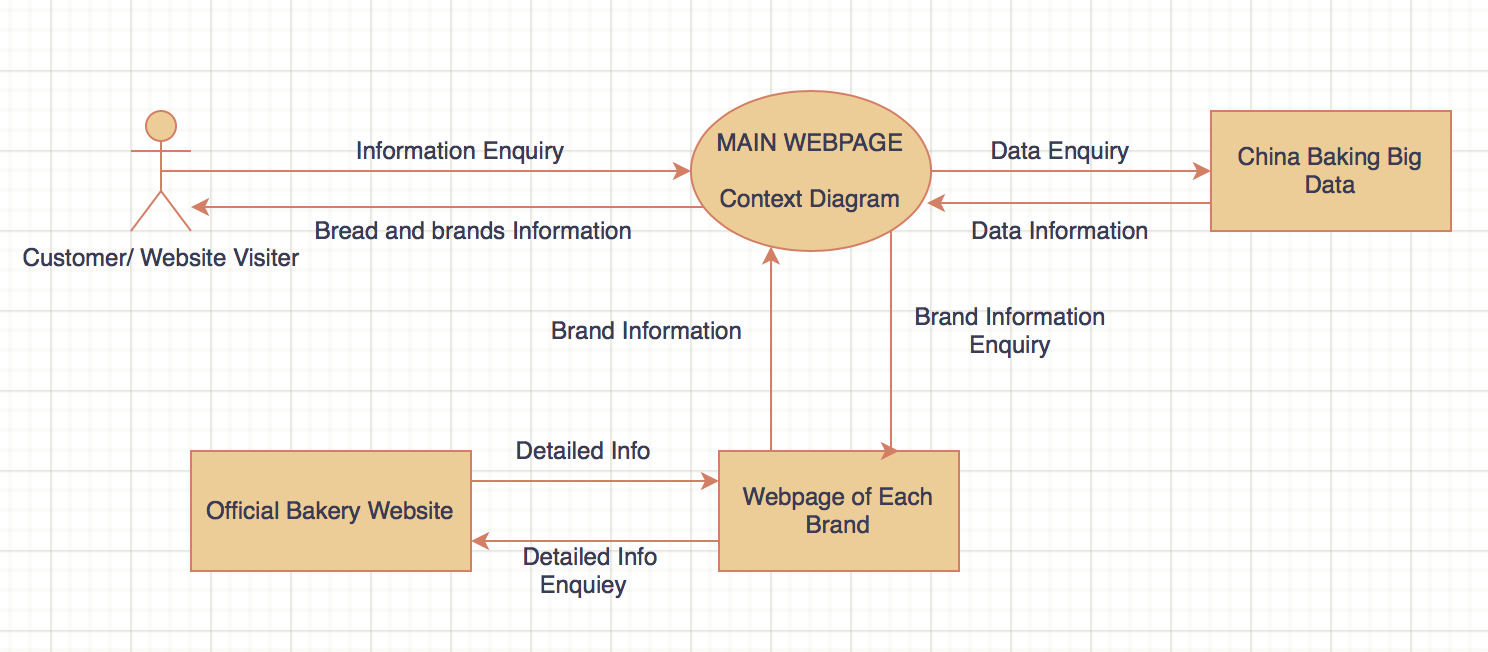 Information Enquiry
MAIN WEBPAGE
Context Diagram
Data Enquiry
China Baking Big
Data
Bread and brands Information
Data Information
Customer/ Website Visiter
Brand Information
Brand Information
Enquiry
Detailed Info
Official Bakery Website
Webpage of Each
Brand
Detailed Info
Enquiey